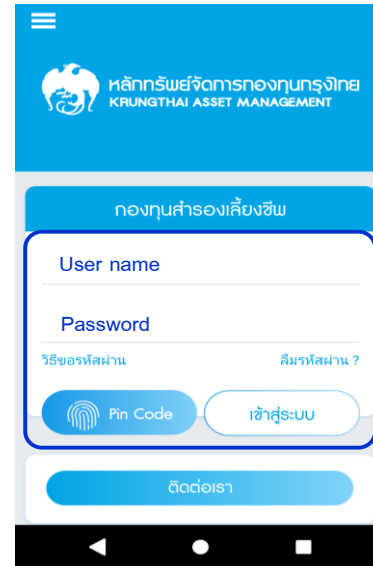 หลักทรัพย์จัดการกองทุนกรุงไทย
KRUNGTHAI ASSET MANAGEMENT
กองทุนสำรองเลี้ยงชีพ
User name
Password
วิธีขอรหัสผ่าน ลืมรหัสผ่าน ?
Pin Code เข้าสู่ระบบ
ติดต่อเรา